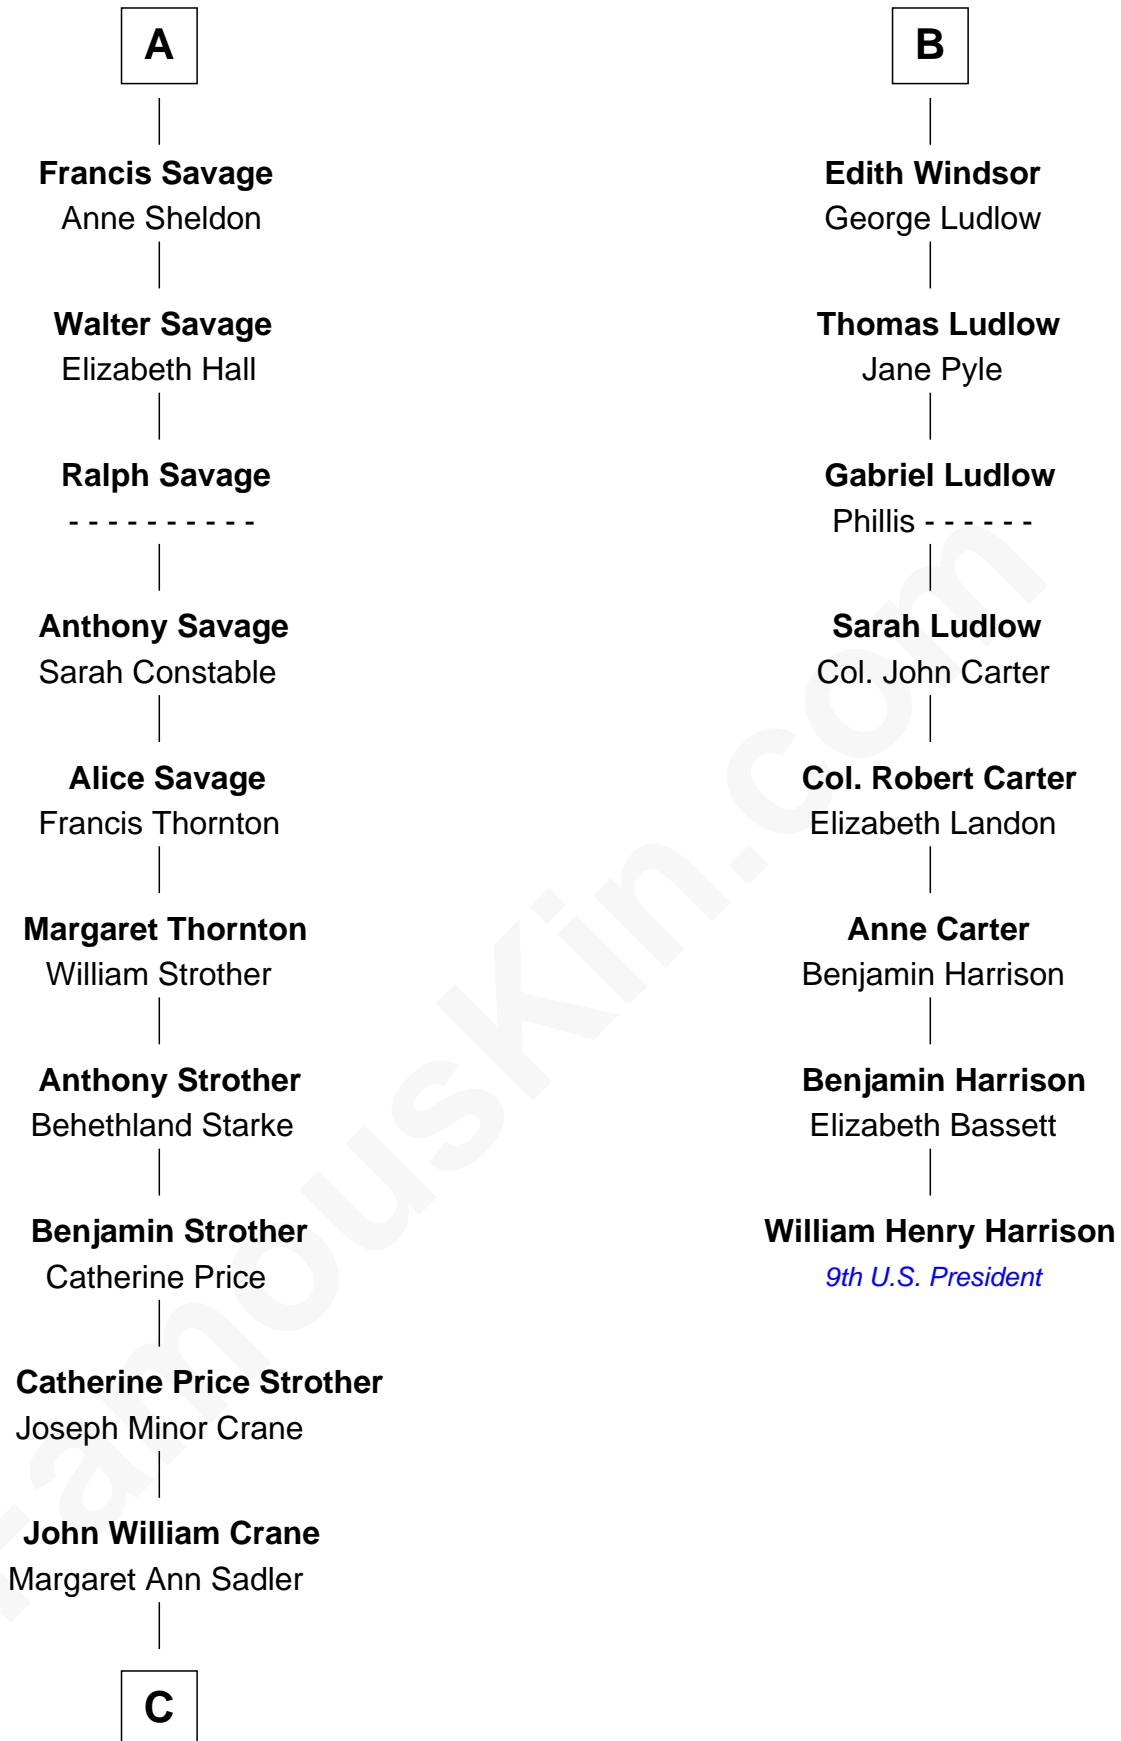 A
Francis Savage
Anne Sheldon
Walter Savage
Elizabeth Hall
Ralph Savage
- - - - - - - - - -
Anthony Savage
Sarah Constable
Alice Savage
Francis Thornton
Margaret Thornton
William Strother
Anthony Strother
Behethland Starke
Benjamin Strother
Catherine Price
Catherine Price Strother
Joseph Minor Crane
John William Crane
Margaret Ann Sadler
C
B
Edith Windsor
George Ludlow
Thomas Ludlow
Jane Pyle
Gabriel Ludlow
Phillis - - - - - -
Sarah Ludlow
Col. John Carter
Col. Robert Carter
Elizabeth Landon
Anne Carter
Benjamin Harrison
Benjamin Harrison
Elizabeth Bassett
William Henry Harrison
9th U.S. President
FamousKin.com